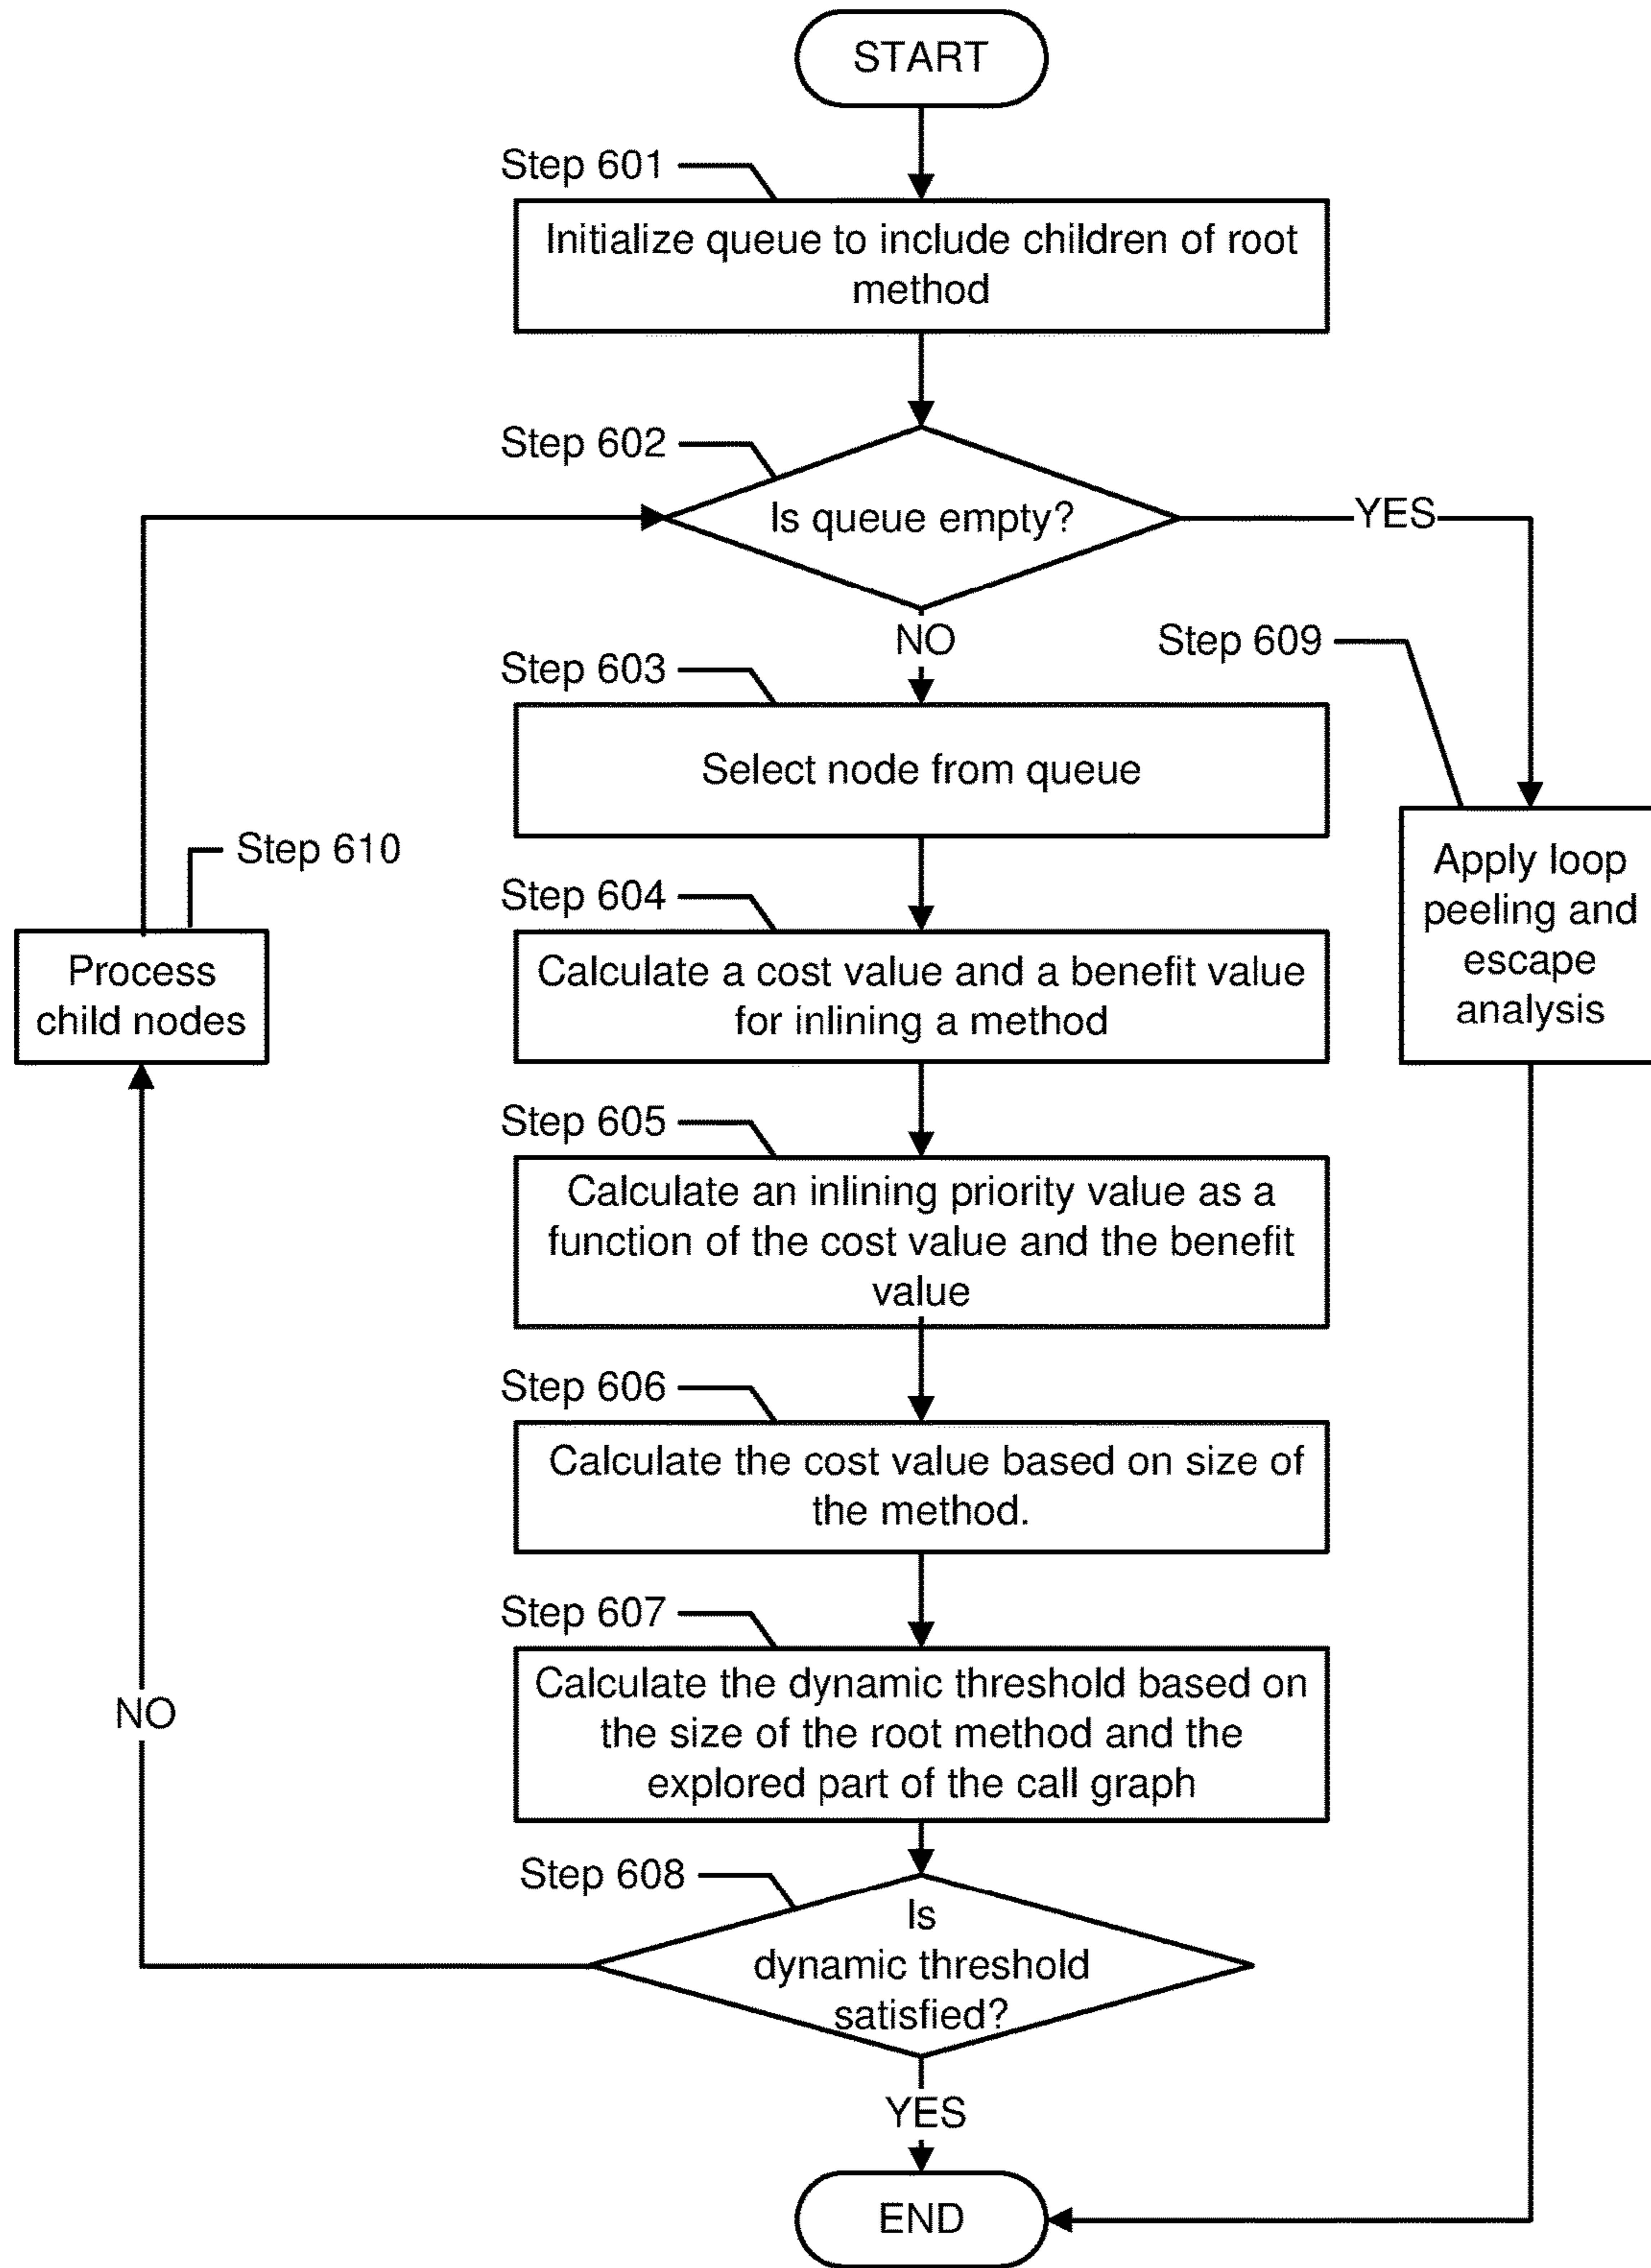 START
Step 601
Initialize queue to include children of root
method
Step 602
Is queue empty?
YES
NO
Step 609
Step 603
Select node from queue
Apply loop
peeling and
escape
analysis
Step 610
Process
child nodes
Step 604
Calculate a cost value and a benefit value
for inlining a method
Step 605
Calculate an inlining priority value as a
function of the cost value and the benefit
value
Step 606
Calculate the cost value based on size of
the method.
Step 607
Calculate the dynamic threshold based on
the size of the root method and the
explored part of the call graph
NO
Step 608
Is
dynamic threshold
satisfied?
YES
END